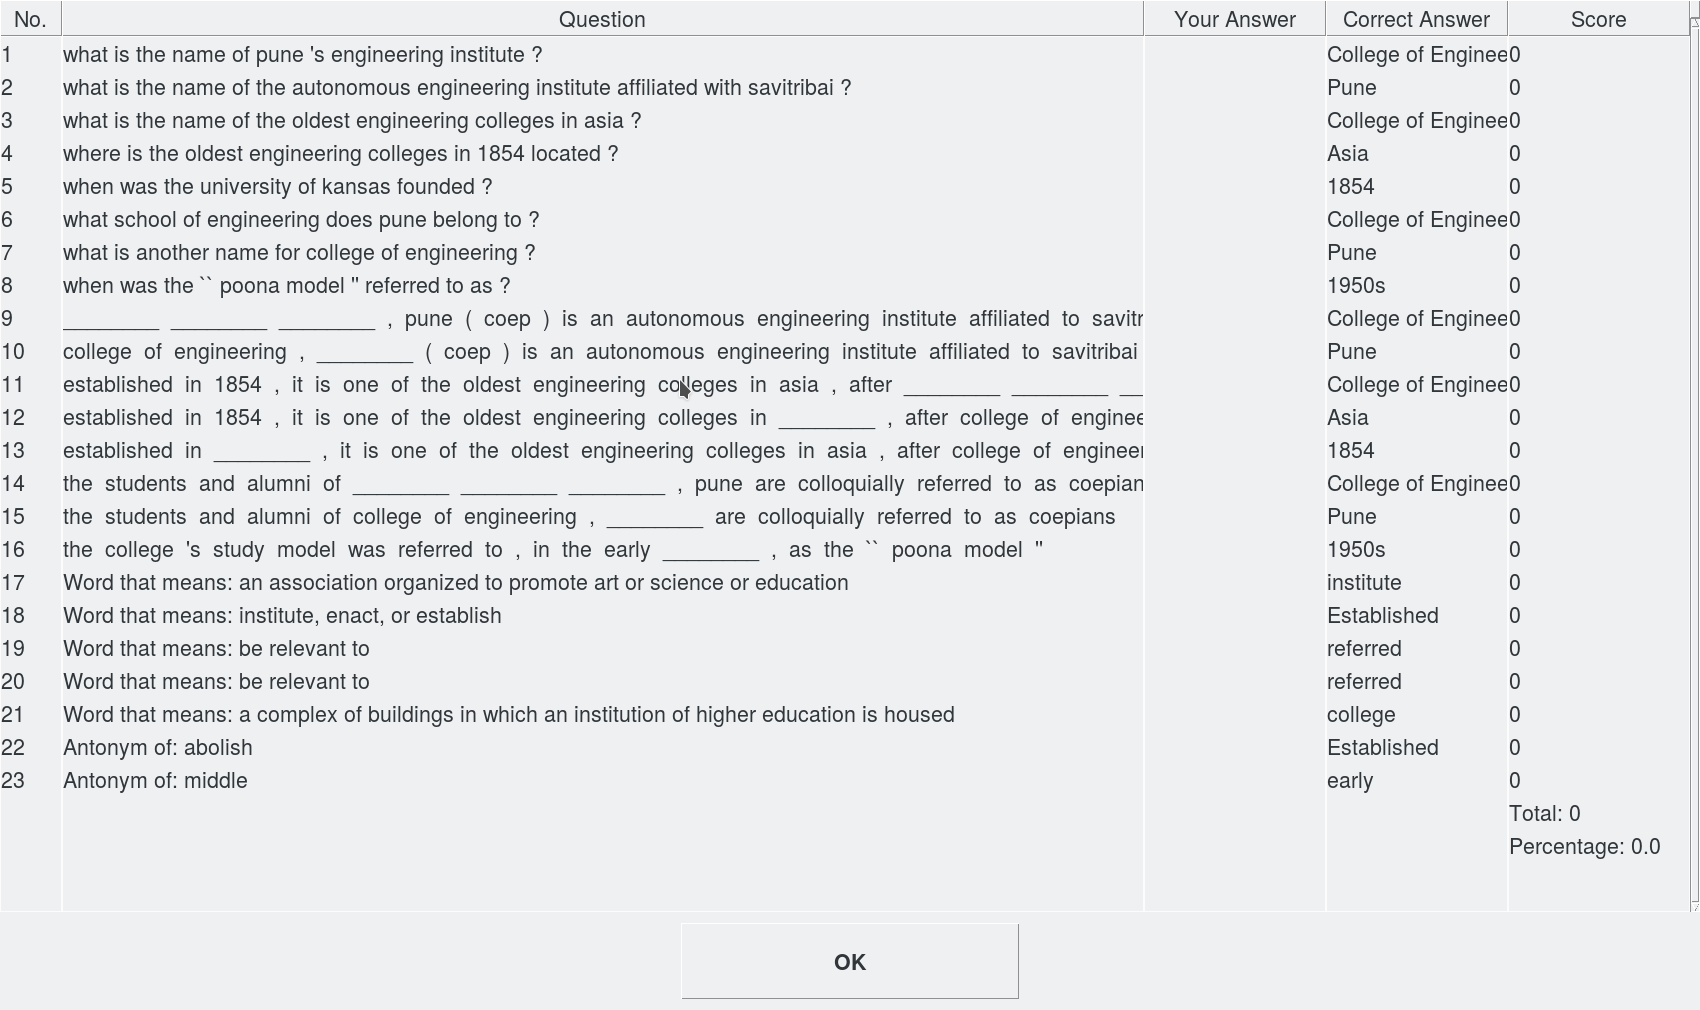 No. Question Your Answer Correct Answer Score
1 what is the name of pune 's engineering institute ? College of Enginee 0
2 what is the name of the autonomous engineering institute affiliated with savitribai ? Pune 0
3 what is the name of the oldest engineering colleges in asia ? College of Enginee 0
4 where is the oldest engineering colleges in 1854 located ? Asia 0
5 when was the university of kansas founded ? 1854 0
6 what school of engineering does pune belong to ? College of Enginee 0
7 what is another name for college of engineering ? Pune 0
8 when was the `` poona model '' referred to as ? 1950s 0
9 ________ ________ ________ , pune ( coep ) is an autonomous engineering institute affiliated to savitr College of Enginee 0
10 college of engineering , ________ ( coep ) is an autonomous engineering institute affiliated to savitribai Pune 0
11 established in 1854 , it is one of the oldest engineering colleges in asia , after ________ ________ __ College of Enginee 0
12 established in 1854 , it is one of the oldest engineering colleges in ________ , after college of enginee Asia 0
13 established in ________ , it is one of the oldest engineering colleges in asia , after college of engineer 1854 0
14 the students and alumni of ________ ________ ________ , pune are colloquially referred to as coepian College of Enginee 0
15 the students and alumni of college of engineering , ________ are colloquially referred to as coepians Pune 0
16 the college 's study model was referred to , in the early ________ , as the `` poona model '' 1950s 0
17 Word that means: an association organized to promote art or science or education institute 0
18 Word that means: institute, enact, or establish Established 0
19 Word that means: be relevant to referred 0
20 Word that means: be relevant to referred 0
21 Word that means: a complex of buildings in which an institution of higher education is housed college 0
22 Antonym of: abolish Established 0
23 Antonym of: middle early 0
Total: 0
Percentage: 0.0
OK